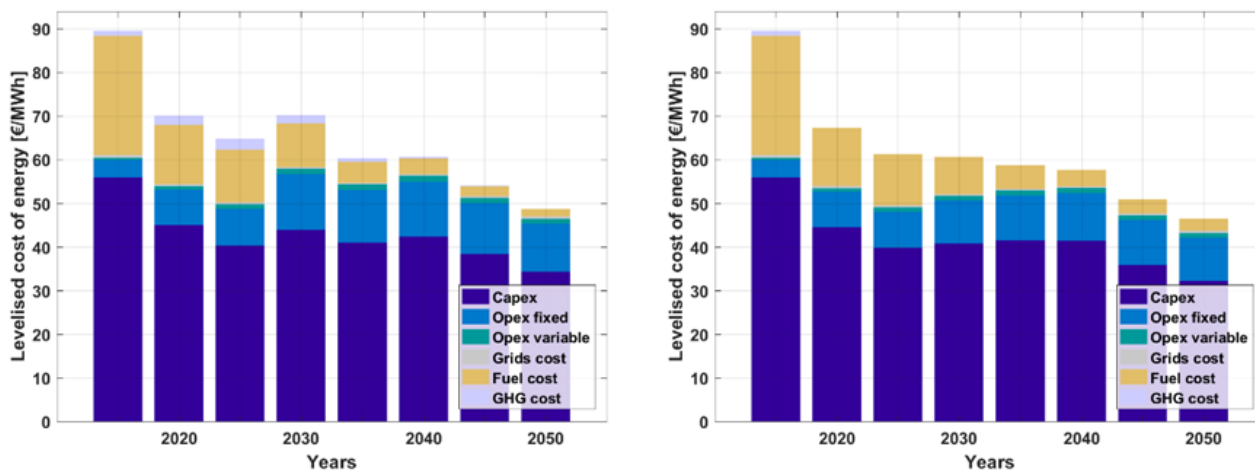 Levelised cost of energy [€/MWh]
90
80
70
60
50
40
30
20
10
0
Capex
Opex fixed
Opex variable
Grids cost
Fuel cost
GHG cost
2020
2030
2040
2050
Years
Levelised cost of energy [€/MWh]
90
80
70
60
50
40
30
20
10
0
Capex
Opex fixed
Opex variable
Grids cost
Fuel cost
GHG cost
2020
2030
2040
2050
Years